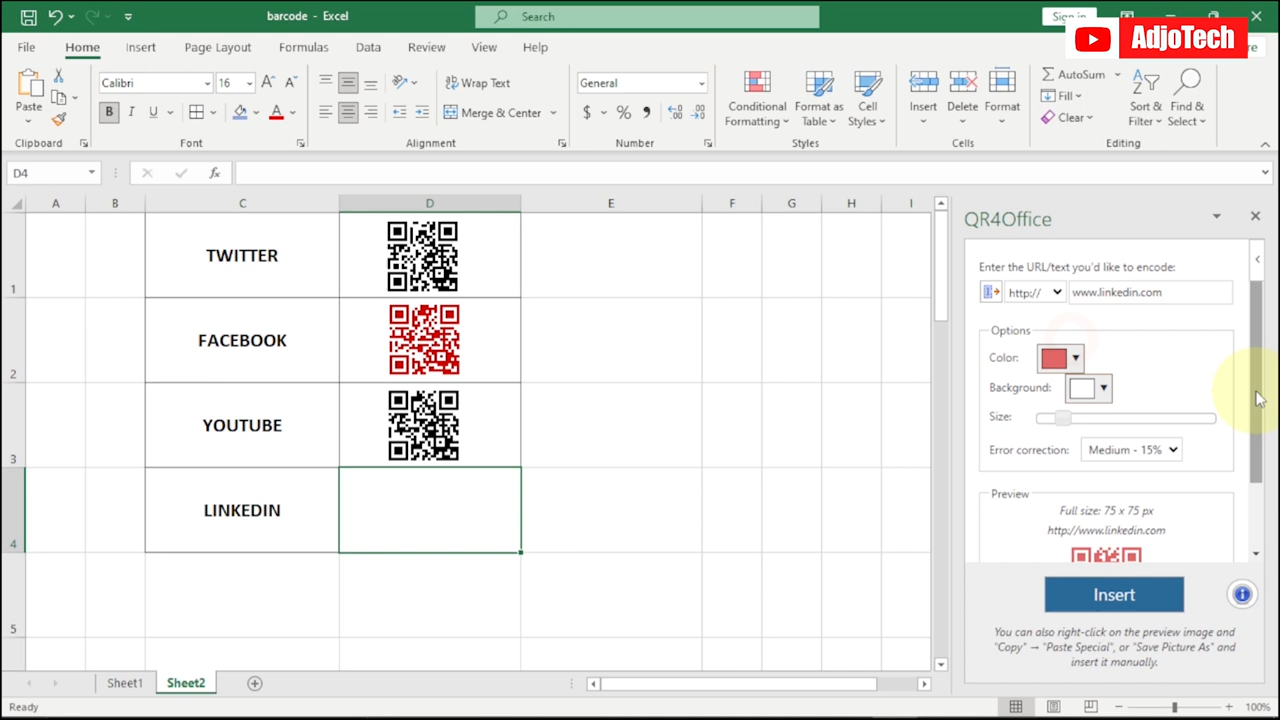 barcode - Excel
Search
Sign in
AdjoTech
File Home Insert Page Layout Formulas Data Review View Help
Paste
Clipboard
Calibri 16
B I U
Font
Wrap Text
Merge & Center
Alignment
General
$ % ,
Number
Conditional Formatting
Format as Table
Cell Styles
Styles
Insert
Delete
Format
Cells
AutoSum
Fill
Clear
Sort & Filter
Find & Select
Editing
D4
fx
A B C D E F G H I
1 TWITTER
2 FACEBOOK
3 YOUTUBE
4 LINKEDIN
5
QR4Office
Enter the URL/text you'd like to encode:
http:// www.linkedin.com
Options
Color:
Background:
Size:
Error correction: Medium - 15%
Preview
Full size: 75 x 75 px
http://www.linkedin.com
Insert
You can also right-click on the preview image and
"Copy" → "Paste Special", or "Save Picture As" and
insert it manually.
Sheet1 Sheet2
Ready
100%